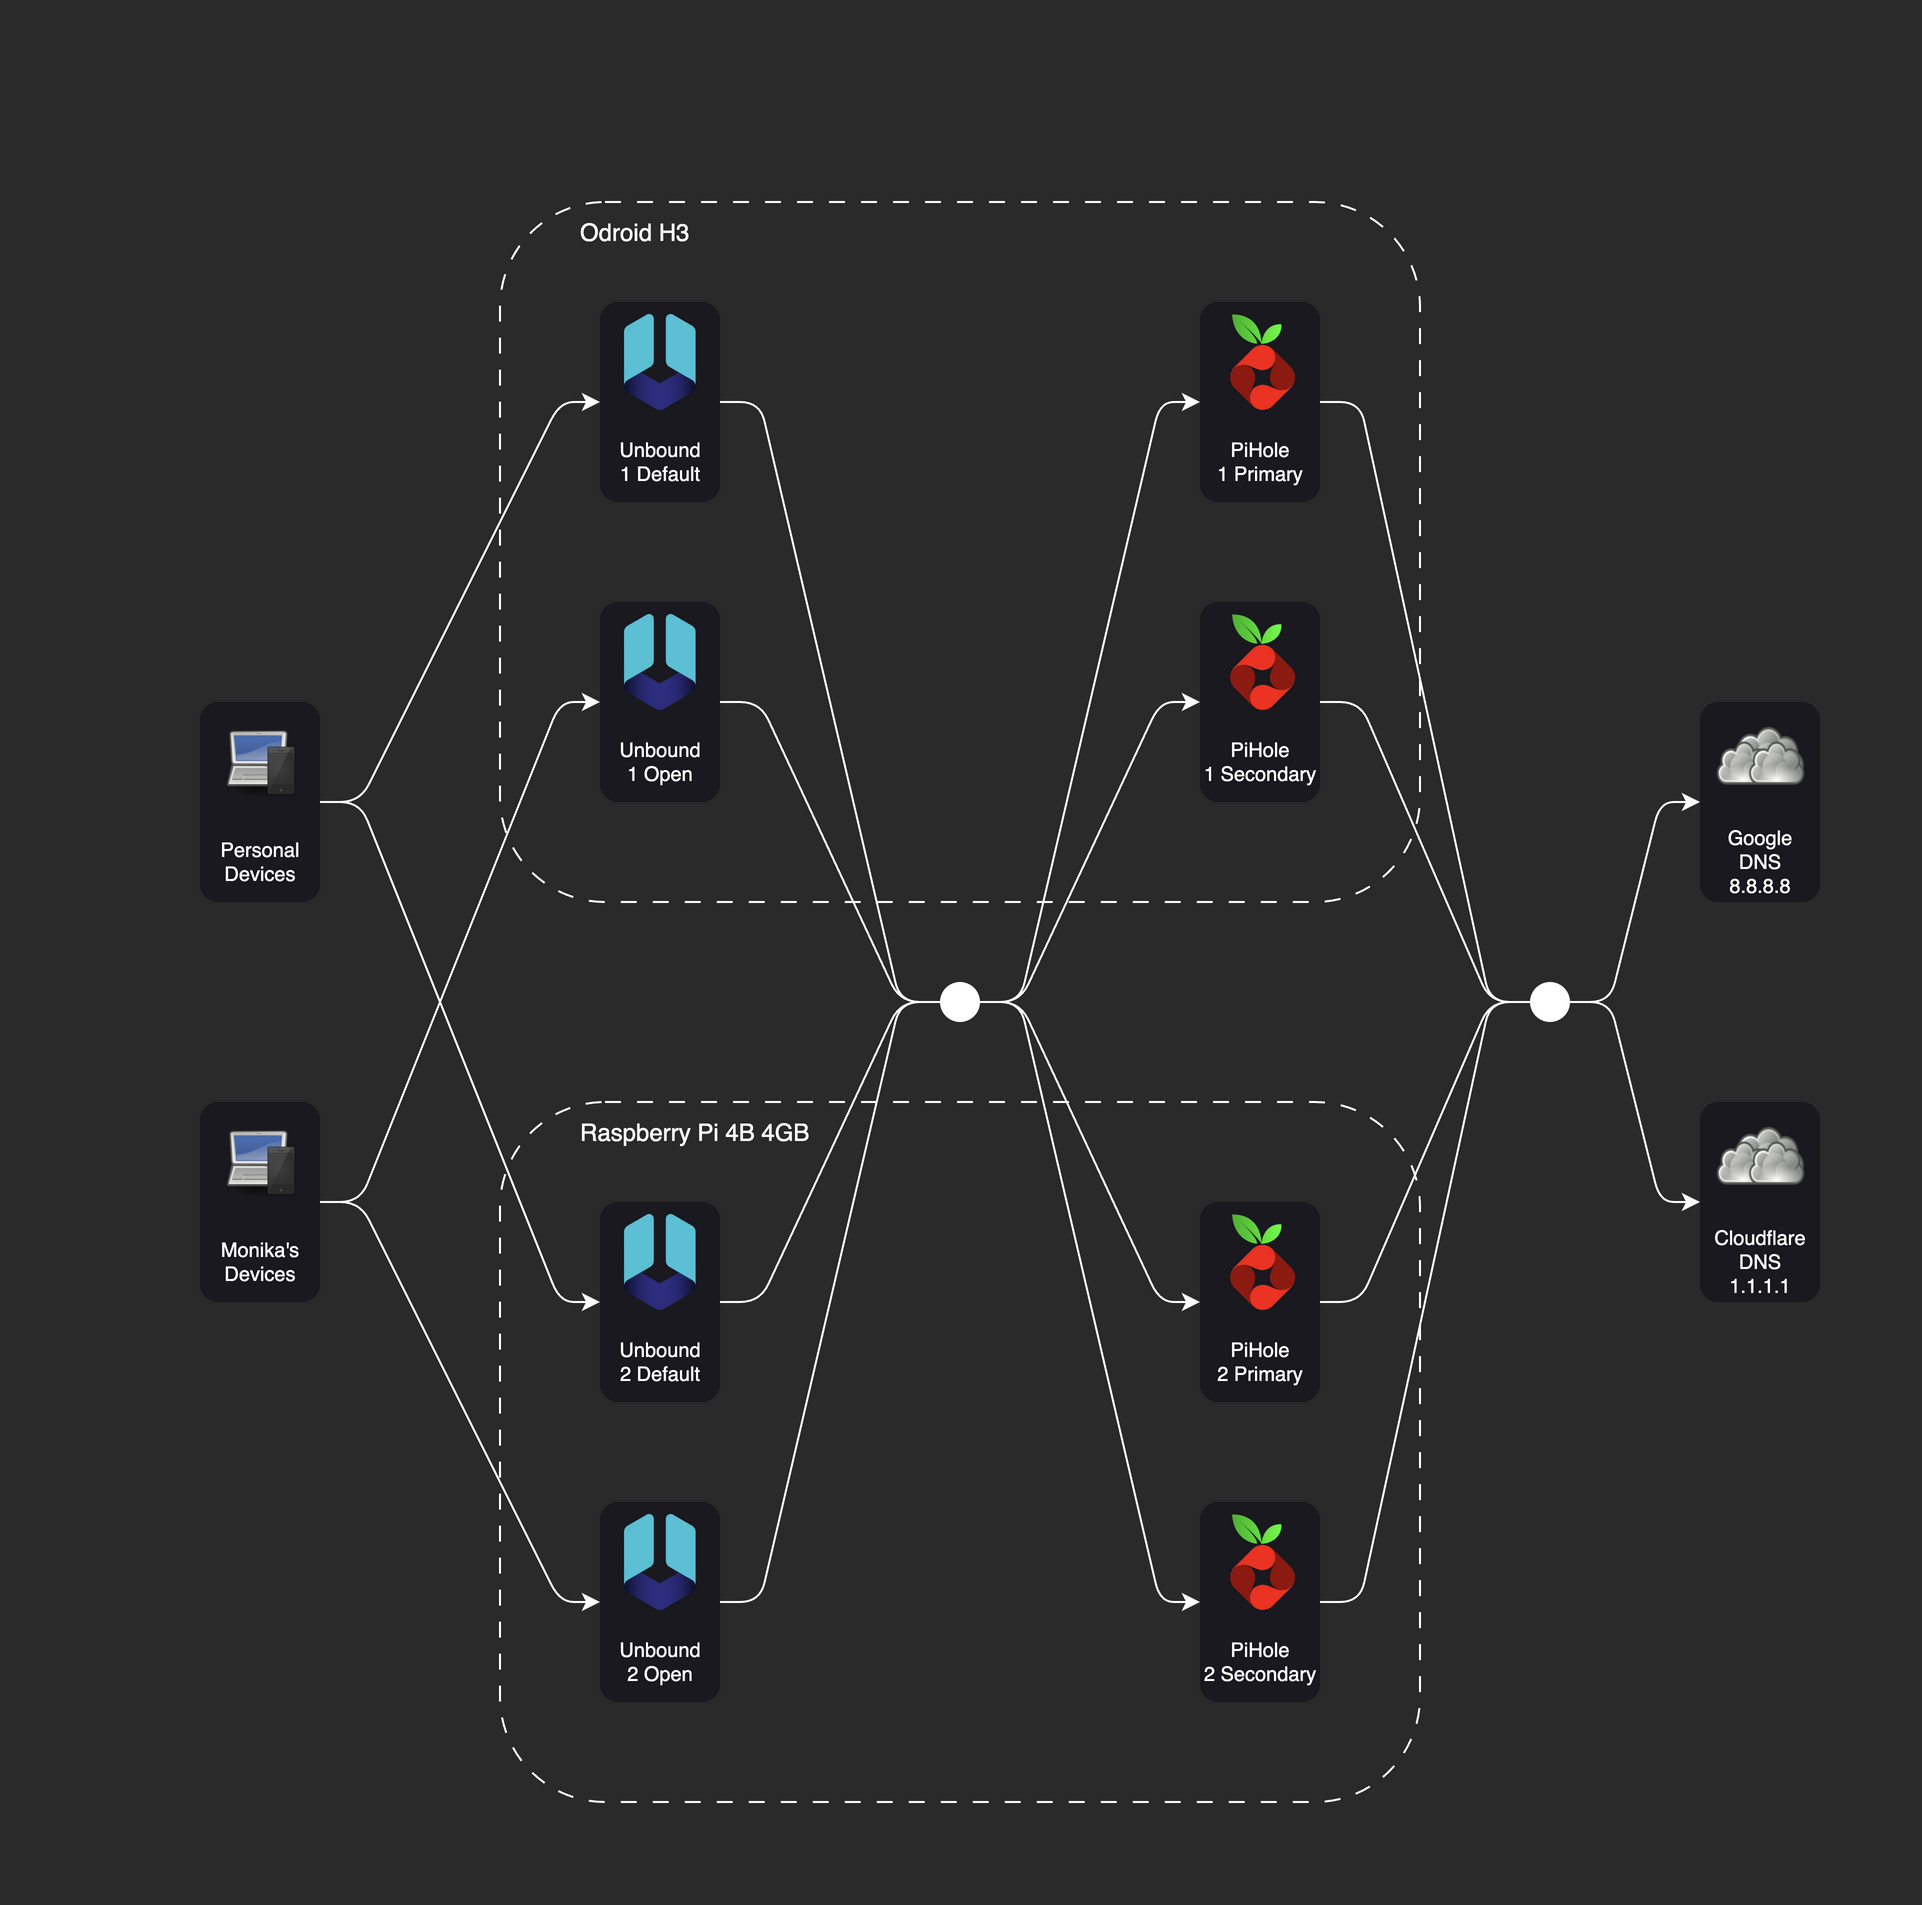 Odroid H3
Unbound
1 Default
PiHole
1 Primary
Unbound
1 Open
PiHole
1 Secondary
Personal
Devices
Google
DNS
8.8.8.8
Raspberry Pi 4B 4GB
Monika's
Devices
Cloudflare
DNS
1.1.1.1
Unbound
2 Default
PiHole
2 Primary
Unbound
2 Open
PiHole
2 Secondary